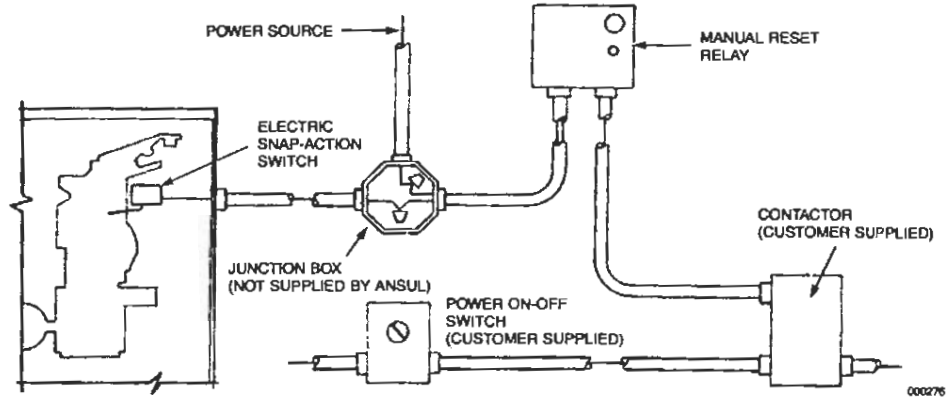 POWER SOURCE
MANUAL RESET
RELAY
ELECTRIC
SNAP-ACTION
SWITCH
CONTACTOR
(CUSTOMER SUPPLIED)
JUNCTION BOX
(NOT SUPPLIED BY ANSUL)
POWER ON-OFF
SWITCH
(CUSTOMER SUPPLIED)
000276